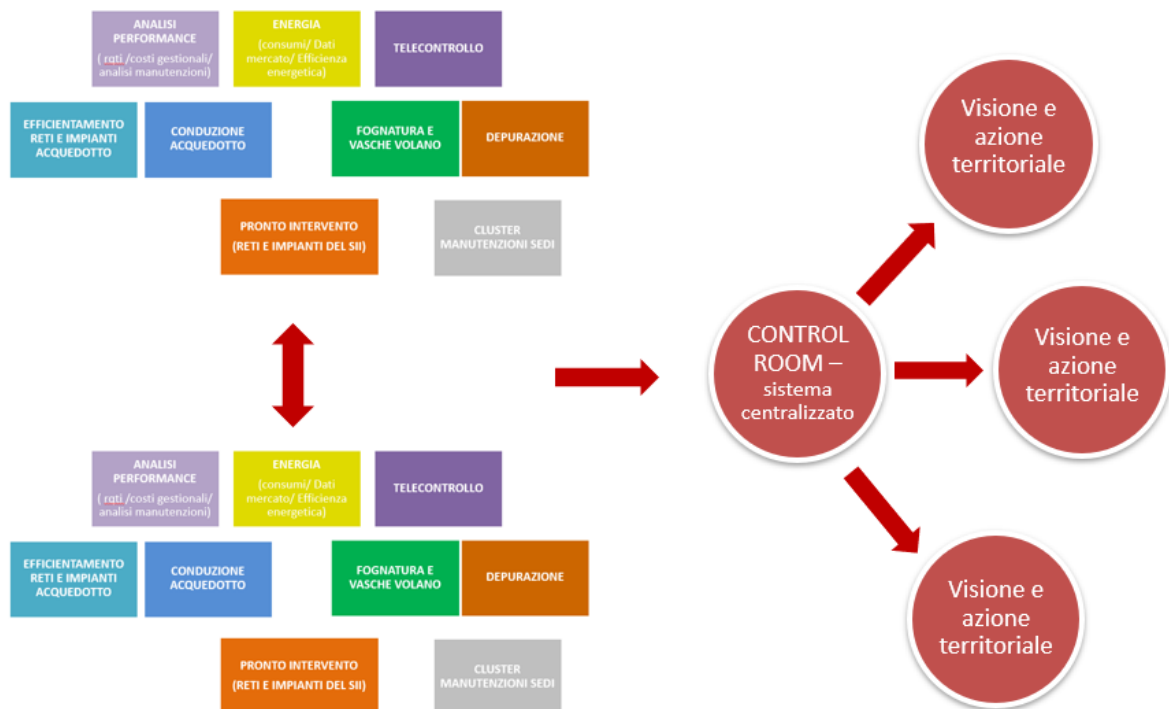 ANALISI
PERFORMANCE
( rqti /costi gestionali/
analisi manutenzioni)
ENERGIA
(consumi/ Dati
mercato/ Efficienza
energetica)
TELECONTROLLO
EFFICIENTAMENTO
RETI E IMPIANTI
ACQUEDOTTO
CONDUZIONE
ACQUEDOTTO
FOGNATURA E
VASCHE VOLANO
DEPURAZIONE
PRONTO INTERVENTO
(RETI E IMPIANTI DEL SII)
CLUSTER
MANUTENZIONI SEDI
ANALISI
PERFORMANCE
( rqti /costi gestionali/
analisi manutenzioni)
ENERGIA
(consumi/ Dati
mercato/ Efficienza
energetica)
TELECONTROLLO
EFFICIENTAMENTO
RETI E IMPIANTI
ACQUEDOTTO
CONDUZIONE
ACQUEDOTTO
FOGNATURA E
VASCHE VOLANO
DEPURAZIONE
PRONTO INTERVENTO
(RETI E IMPIANTI DEL SII)
CLUSTER
MANUTENZIONI SEDI
CONTROL
ROOM –
sistema
centralizzato
Visione e
azione
territoriale
Visione e
azione
territoriale
Visione e
azione
territoriale